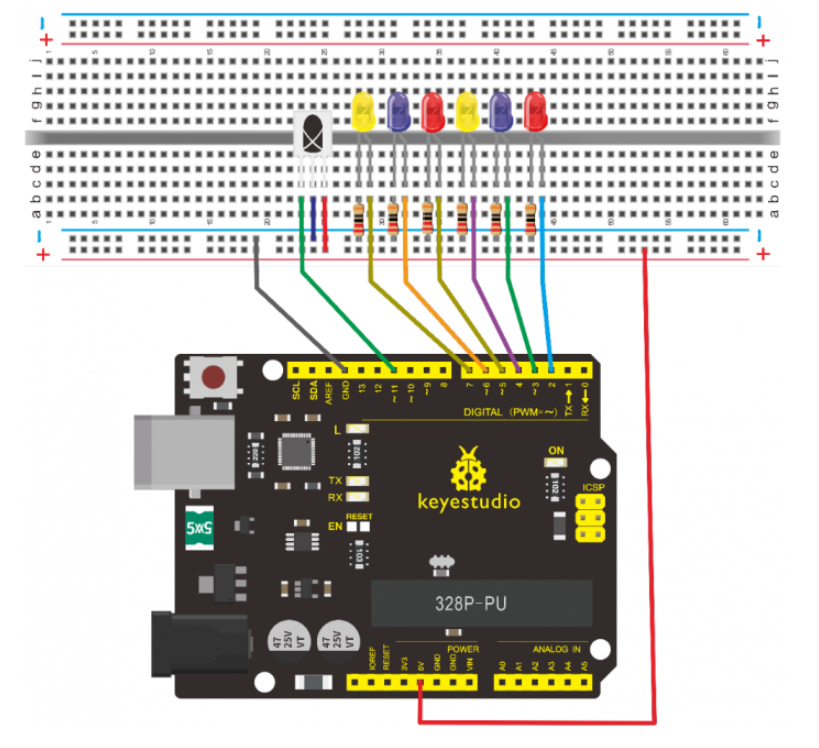 − −
+ +
1 5 10 15 20 25 30 35 40 45 50 55 60
j j
i i
h h
g g
f f
e e
d d
c c
b b
a a
− −
+ +
SCL
SDA
AREF
GND
13
12
~11
~10
~9
8
7
~6
~5
4
~3
2
TX→1
RX←0
DIGITAL (PWM=~)
L
220
102
TX
RX
RESET
EN
103
5W5
keyestudio
ON
102
ICSP
47
25V
VT
47
25V
VT
328P-PU
IOREF
RESET
3V3
5V
GND
GND
VIN
POWER
ANALOG IN
A0
A1
A2
A3
A4
A5